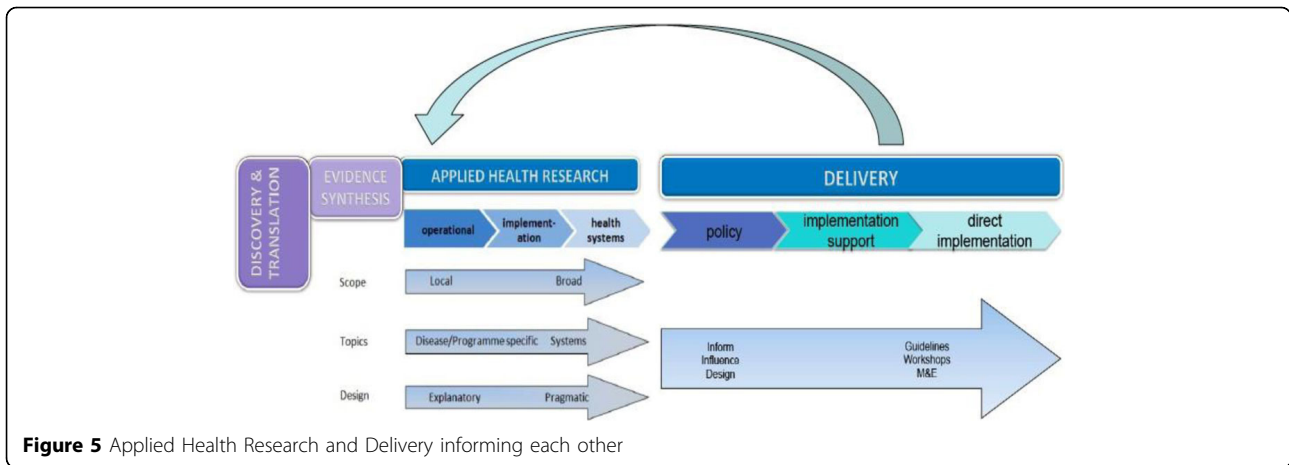 DISCOVERY &
TRANSLATION
EVIDENCE
SYNTHESIS
APPLIED HEALTH RESEARCH
DELIVERY
operational
implement-
ation
health
systems
policy
implementation
support
direct
implementation
Scope
Local
Broad
Topics
Disease/Programme specific
Systems
Design
Explanatory
Pragmatic
Inform
Influence
Design
Guidelines
Workshops
M&E
Figure 5 Applied Health Research and Delivery informing each other